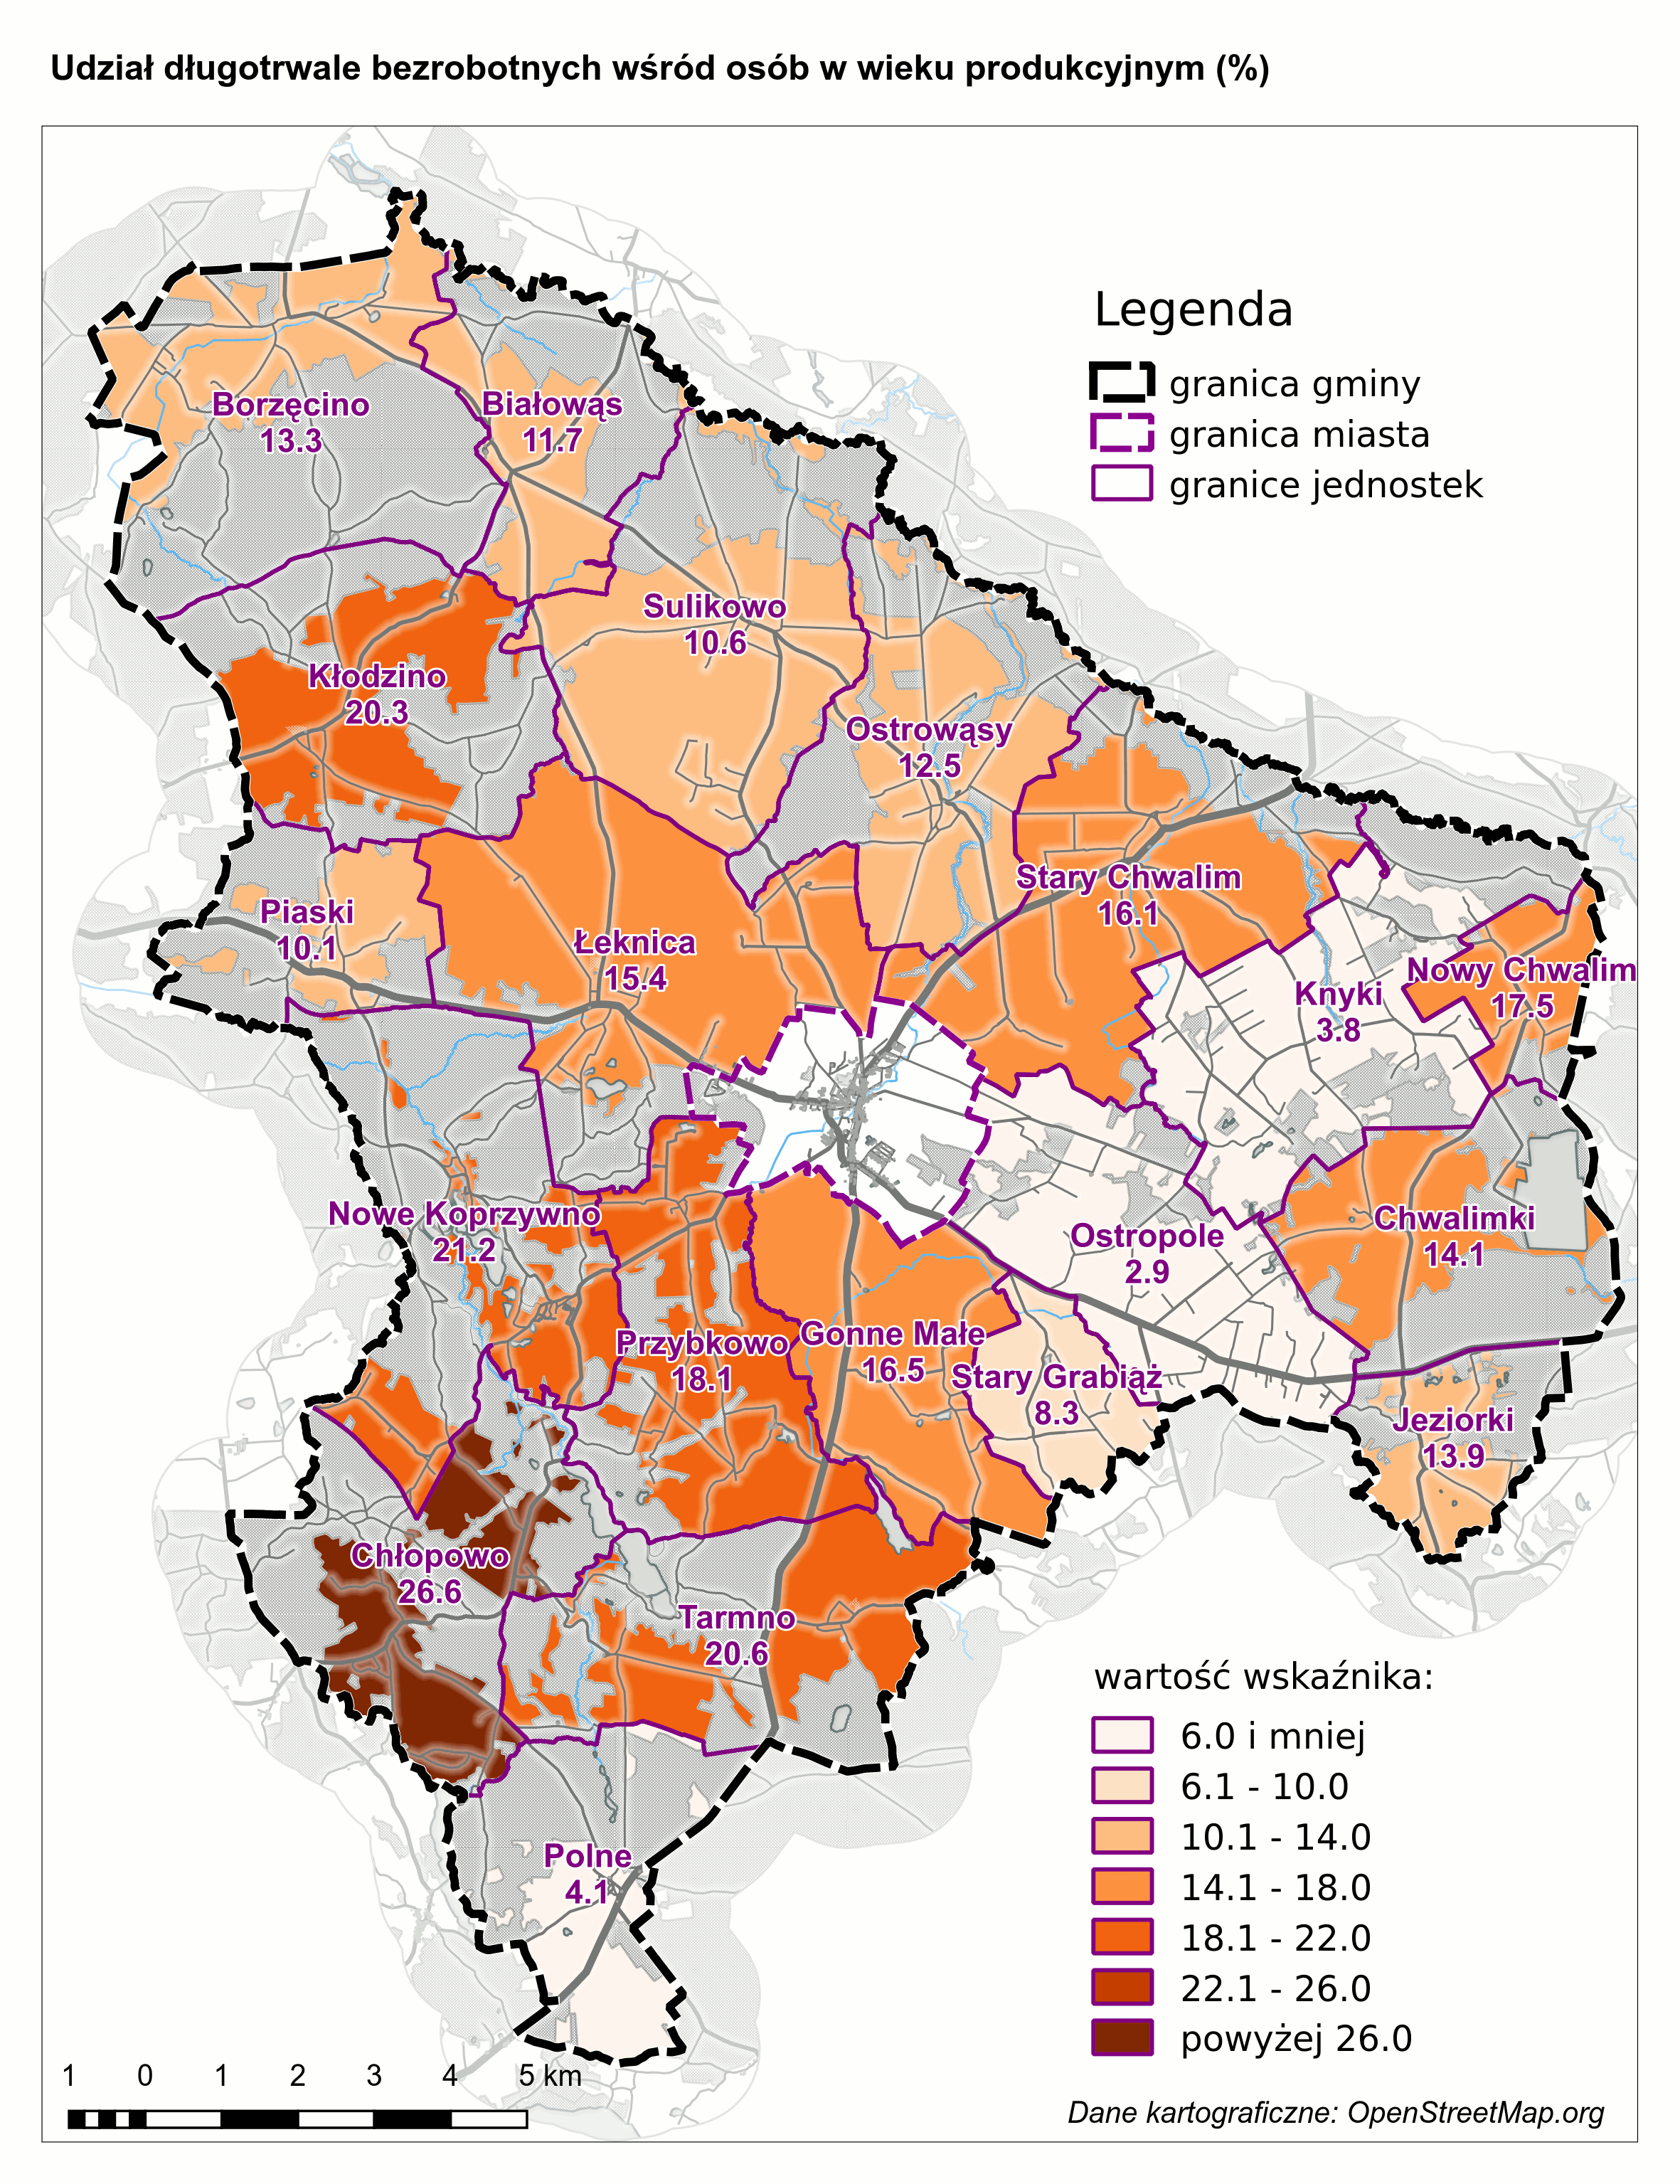 Udział długotrwale bezrobotnych wśród osób w wieku produkcyjnym (%)
Legenda
granica gminy
granica miasta
granice jednostek
Borzęcino
13.3
Białowąs
11.7
Sulikowo
10.6
Kłodzino
20.3
Ostrowąsy
12.5
Stary Chwalim
16.1
Piaski
10.1
Łeknica
15.4
Nowy Chwalim
17.5
Knyki
3.8
Nowe Koprzywno
21.2
Chwalimki
14.1
Ostropole
2.9
Przybkowo
18.1
Gonne Małe
16.5
Stary Grabiąż
8.3
Jeziorki
13.9
Chłopowo
26.6
Tarmno
20.6
Polne
4.1
wartość wskaźnika:
6.0 i mniej
6.1 - 10.0
10.1 - 14.0
14.1 - 18.0
18.1 - 22.0
22.1 - 26.0
powyżej 26.0
1 0 1 2 3 4 5 km
Dane kartograficzne: OpenStreetMap.org